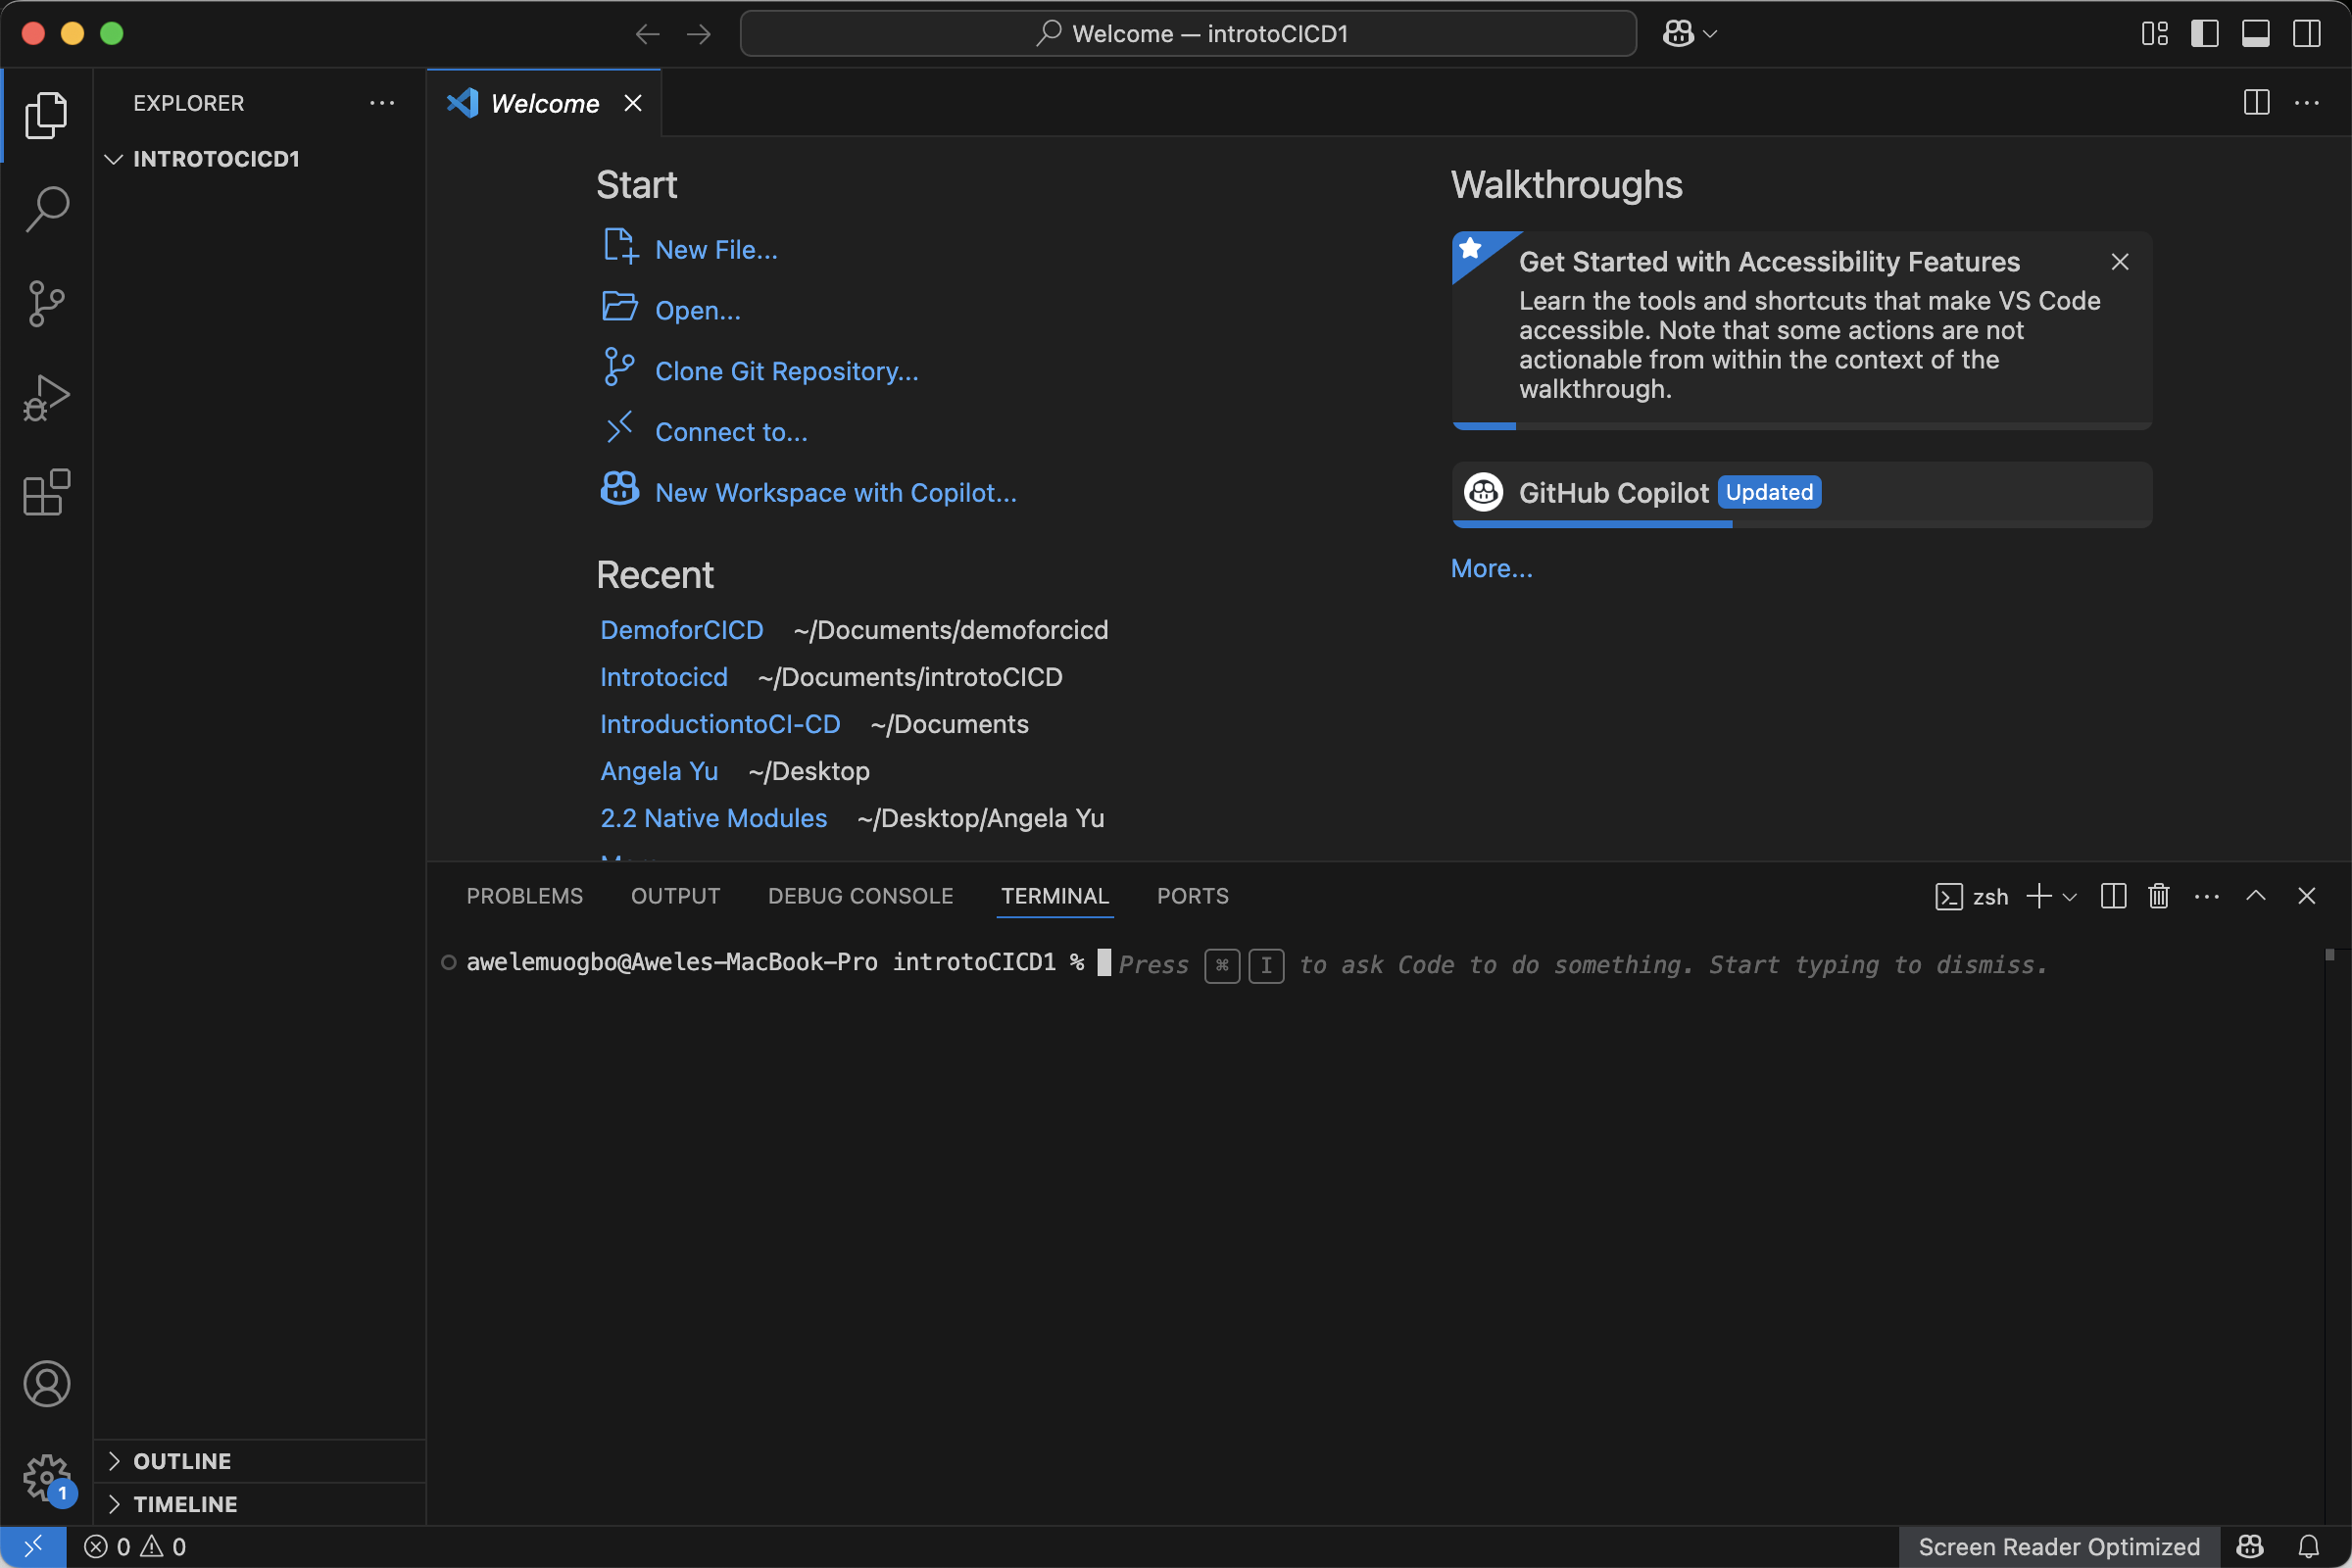 Welcome — introtoCICD1
EXPLORER
INTROTOCICD1
Welcome
Start
New File...
Open...
Clone Git Repository...
Connect to...
New Workspace with Copilot...
Recent
DemoforCICD ~/Documents/demoforcicd
Introtocicd ~/Documents/introtoCICD
IntroductiontoCI-CD ~/Documents
Angela Yu ~/Desktop
2.2 Native Modules ~/Desktop/Angela Yu
Walkthroughs
Get Started with Accessibility Features
Learn the tools and shortcuts that make VS Code
accessible. Note that some actions are not
actionable from within the context of the
walkthrough.
GitHub Copilot Updated
More...
PROBLEMS OUTPUT DEBUG CONSOLE TERMINAL PORTS
zsh
awelemuogbo@Aweles-MacBook-Pro introtoCICD1 % Press ⌘ I to ask Code to do something. Start typing to dismiss.
OUTLINE
TIMELINE
1
0 0
Screen Reader Optimized